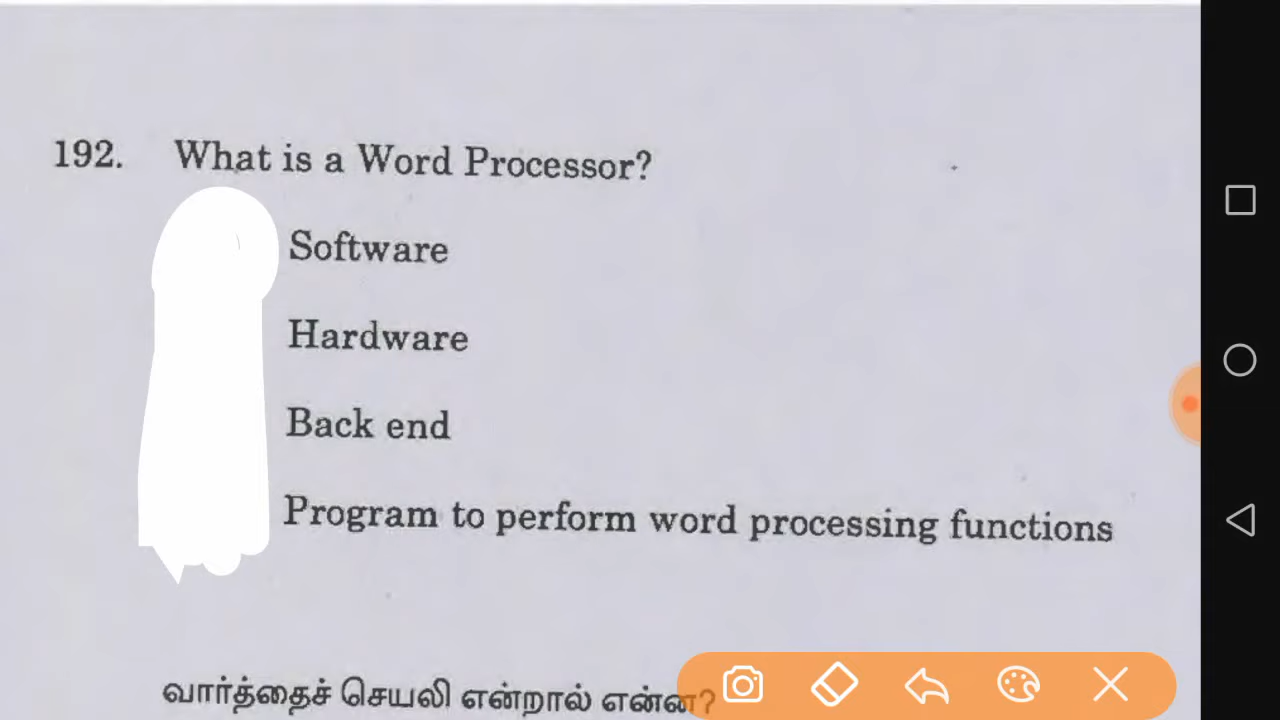 192. What is a Word Processor?
Software
Hardware
Back end
Program to perform word processing functions
வார்த்தைச் செயலி என்றால் என்ன?